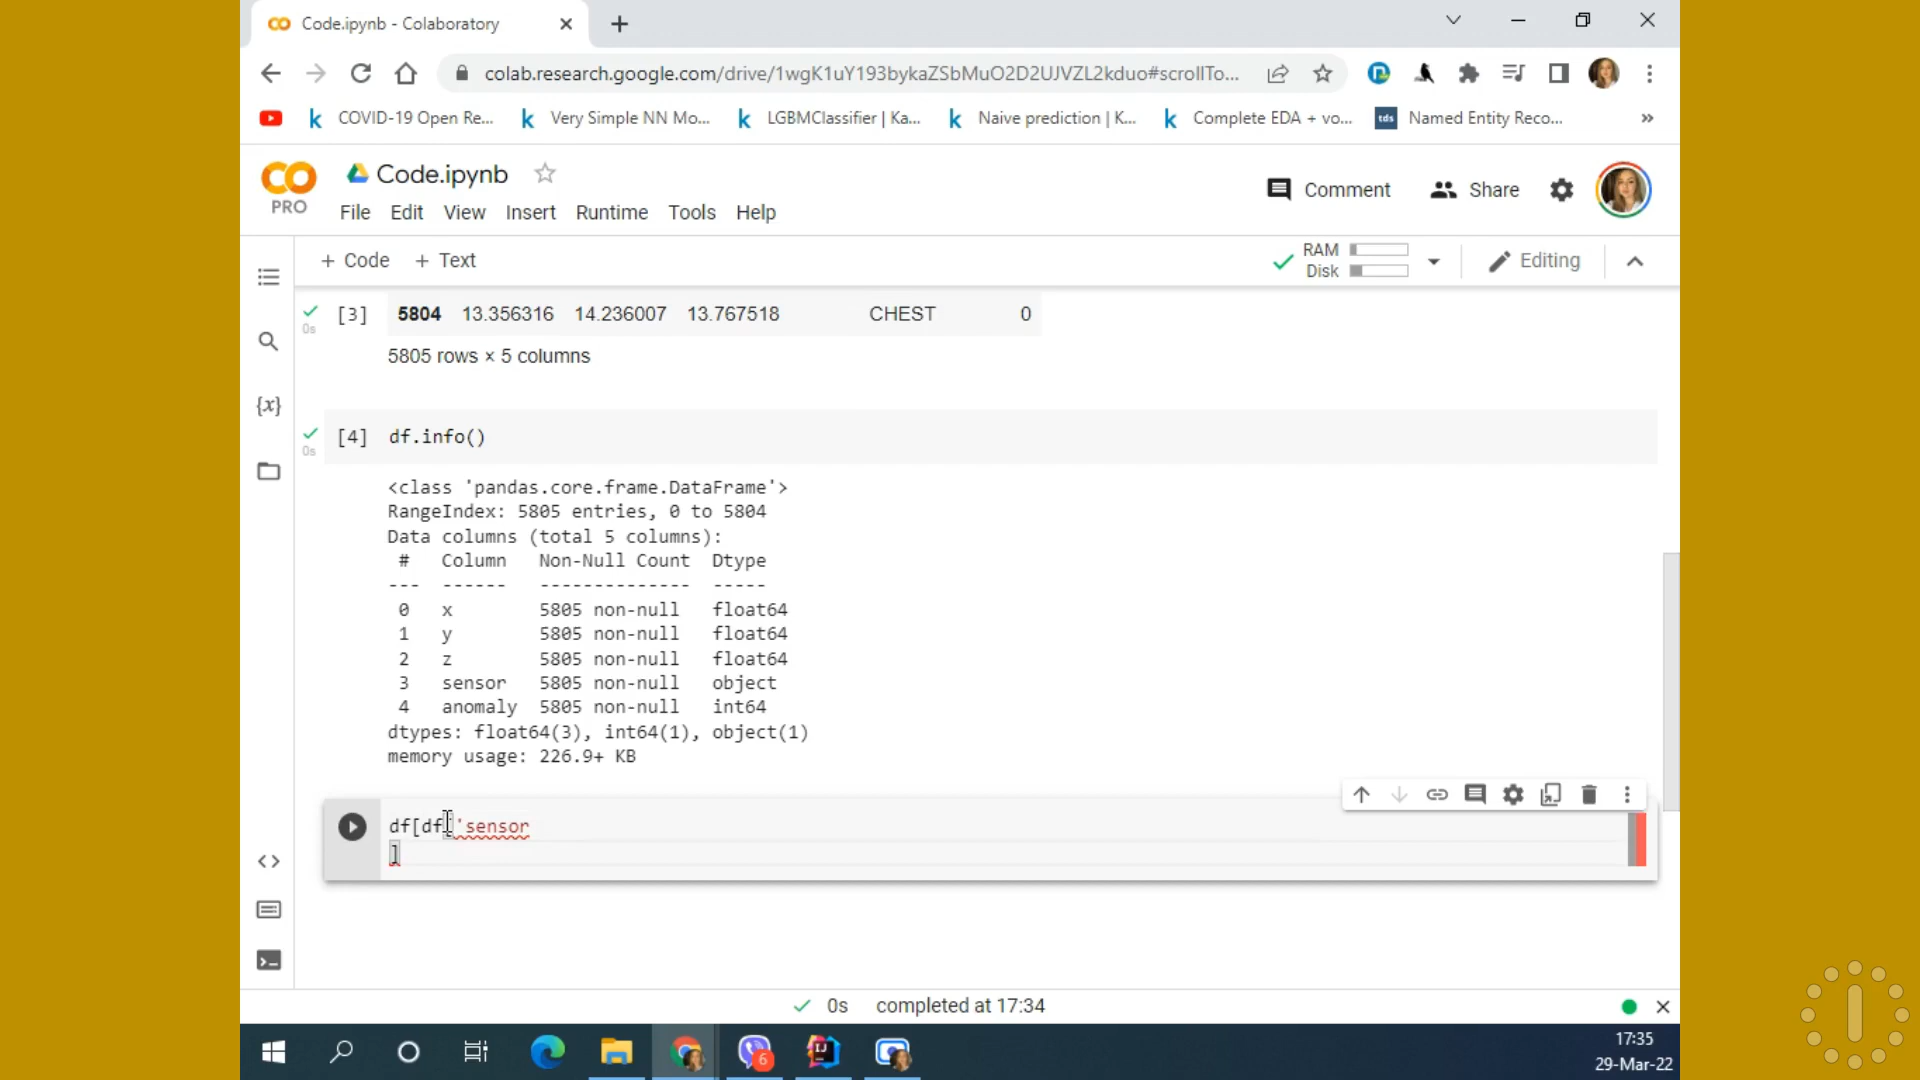 Code.ipynb - Colaboratory
colab.research.google.com/drive/1wgK1uY193bykaZSbMuO2D2UJVZL2kduo#scrollTo...
COVID-19 Open Re... Very Simple NN Mo... LGBMClassifier | Ka... Naive prediction | K... Complete EDA + vo... tds Named Entity Reco... »
PRO
Code.ipynb
Comment Share
File Edit View Insert Runtime Tools Help
+ Code + Text
RAM
Disk
Editing
0s [3] 5804 13.356316 14.236007 13.767518 CHEST 0
5805 rows × 5 columns
0s [4] df.info()
<class 'pandas.core.frame.DataFrame'>
RangeIndex: 5805 entries, 0 to 5804
Data columns (total 5 columns):
# Column Non-Null Count Dtype
--- ------ -------------- -----
0 x 5805 non-null float64
1 y 5805 non-null float64
2 z 5805 non-null float64
3 sensor 5805 non-null object
4 anomaly 5805 non-null int64
dtypes: float64(3), int64(1), object(1)
memory usage: 226.9+ KB
df[df['sensor
]
0s completed at 17:34
6
17:35
29-Mar-22